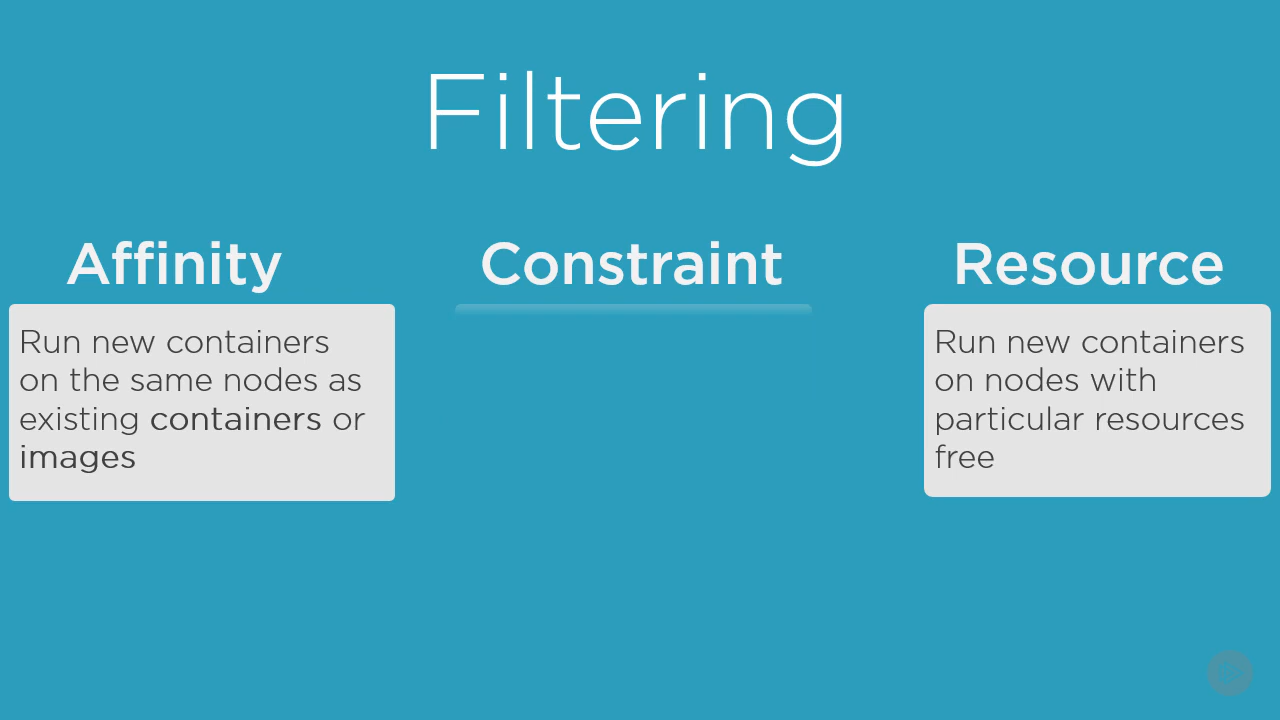 Filtering
Affinity
Run new containers
on the same nodes as
existing containers or
images
Constraint
Resource
Run new containers
on nodes with
particular resources
free